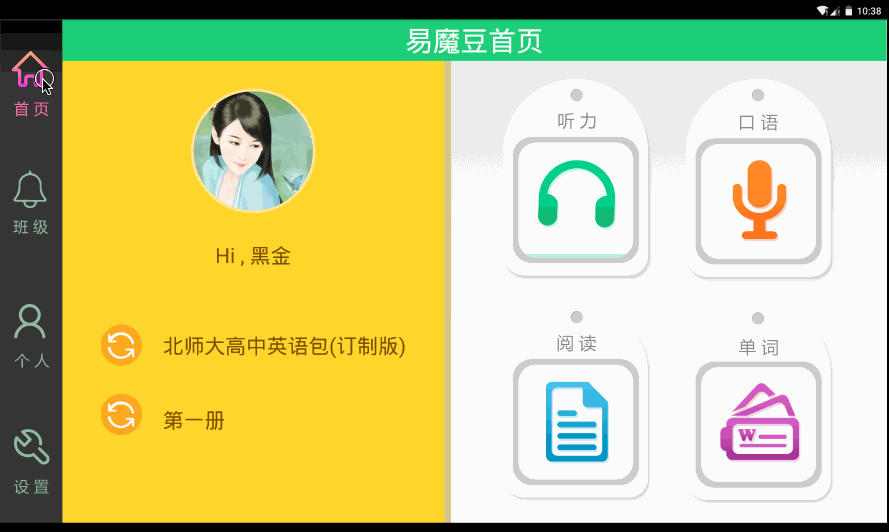 10:38
易魔豆首页
首页
班级
个人
设置
Hi , 黑金
北师大高中英语包(订制版)
第一册
听力
口语
阅读
单词
W